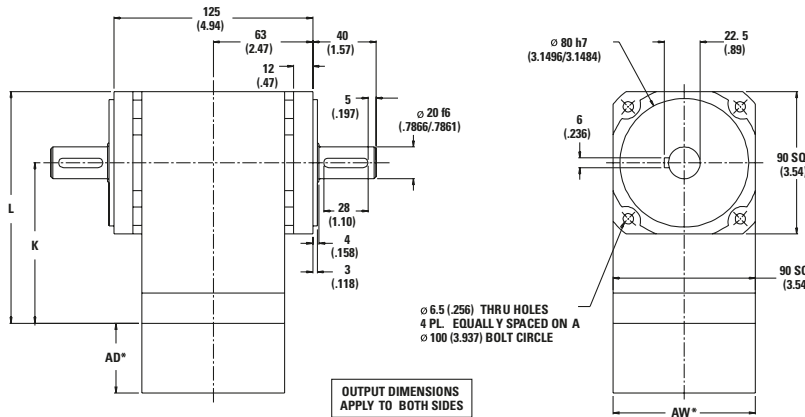 125
(4.94)
63
(2.47)
40
(1.57)
12
(.47)
5
(.197)
ø 20 f6
(.7866/.7861)
L
K
28
(1.10)
4
(.158)
3
(.118)
AD*
OUTPUT DIMENSIONS
APPLY TO BOTH SIDES
ø 80 h7
(3.1496/3.1484)
22. 5
(.89)
6
(.236)
90 SQ
(3.54)
90 SQ
(3.54
ø 6.5 (.256) THRU HOLES
4 PL. EQUALLY SPACED ON A
ø 100 (3.937) BOLT CIRCLE
AW*